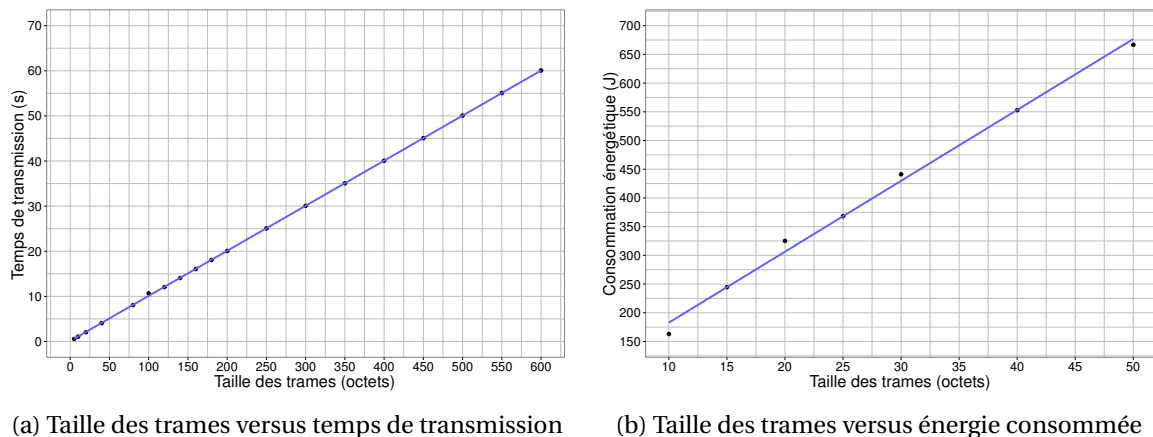 70
60
50
40
30
20
10
0
Temps de transmission (s)
0 50 100 150 200 250 300 350 400 450 500 550 600
Taille des trames (octets)
700
650
600
550
500
450
400
350
300
250
200
150
Consommation énergétique (J)
10 15 20 25 30 35 40 45 50
Taille des trames (octets)
(a) Taille des trames versus temps de transmission
(b) Taille des trames versus énergie consommée